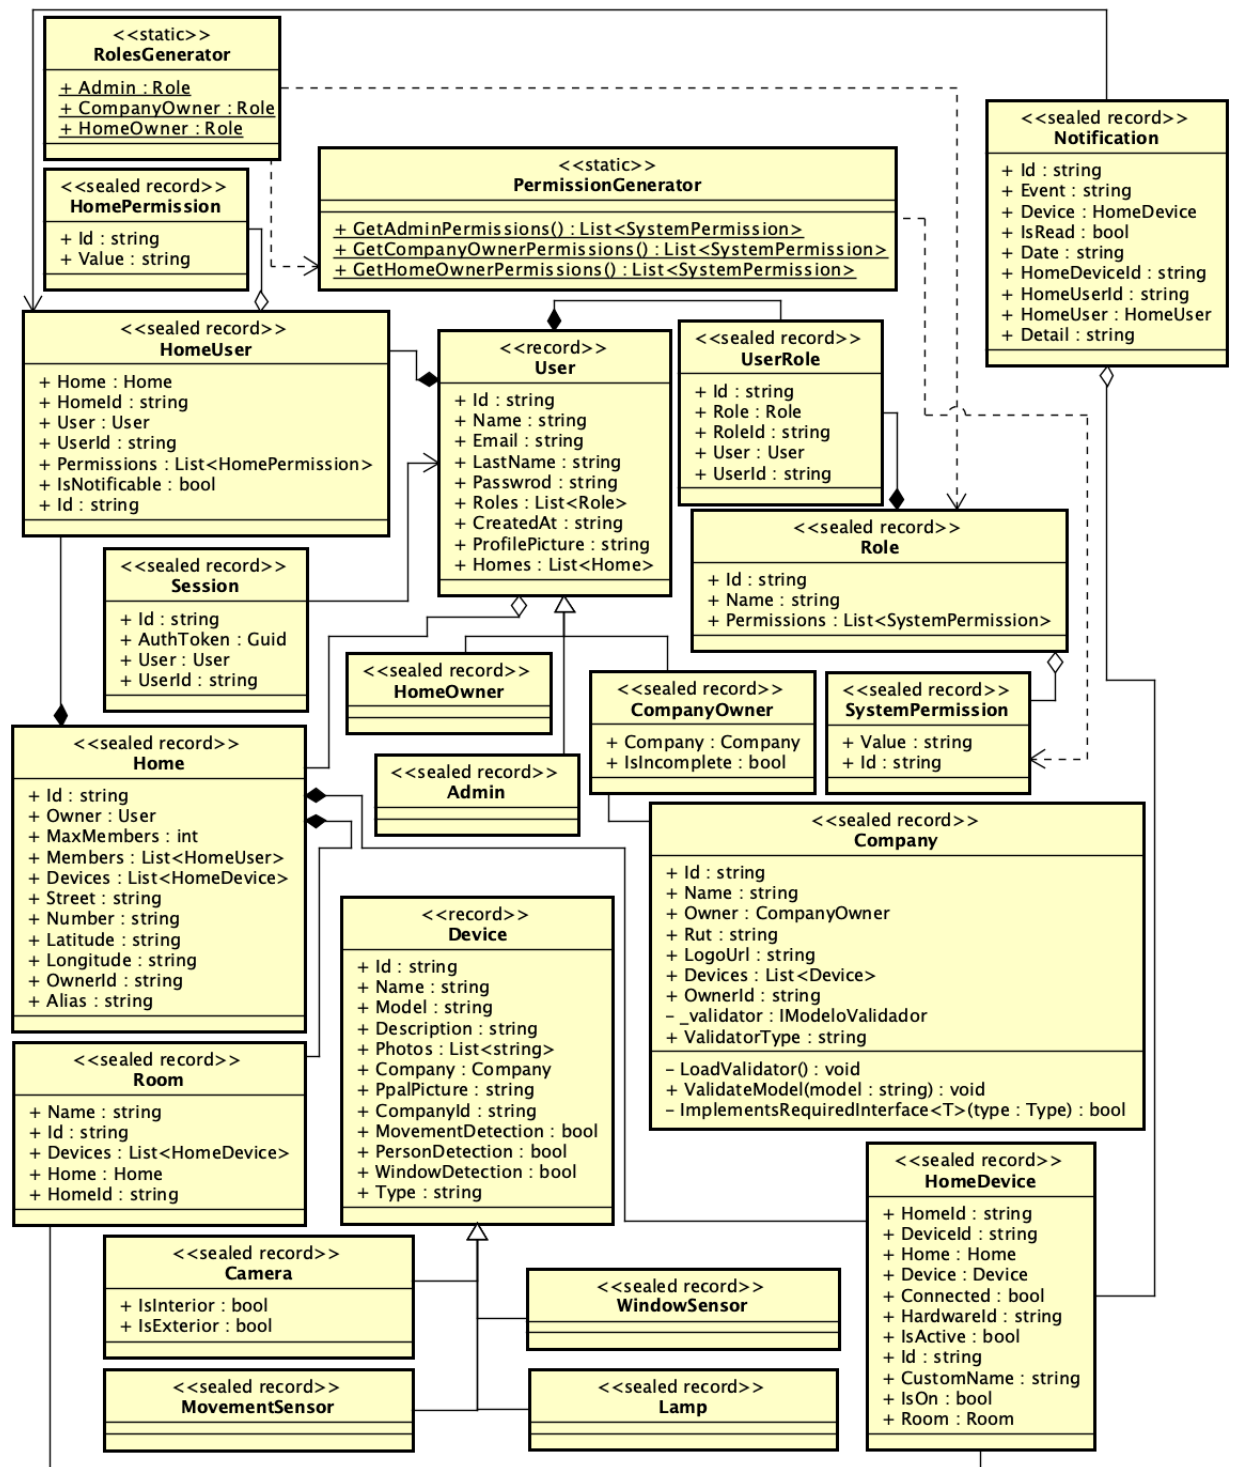 <<static>>
RolesGenerator
+ Admin : Role
+ CompanyOwner : Role
+ HomeOwner : Role
<<sealed record>>
Notification
+ Id : string
+ Event : string
+ Device : HomeDevice
+ IsRead : bool
+ Date : string
+ HomeDeviceId : string
+ HomeUserId : string
+ HomeUser : HomeUser
+ Detail : string
<<static>>
PermissionGenerator
+ GetAdminPermissions() : List<SystemPermission>
+ GetCompanyOwnerPermissions() : List<SystemPermission>
+ GetHomeOwnerPermissions() : List<SystemPermission>
<<sealed record>>
HomePermission
+ Id : string
+ Value : string
<<sealed record>>
HomeUser
+ Home : Home
+ HomeId : string
+ User : User
+ UserId : string
+ Permissions : List<HomePermission>
+ IsNotificable : bool
+ Id : string
<<record>>
User
+ Id : string
+ Name : string
+ Email : string
+ LastName : string
+ Passwrod : string
+ Roles : List<Role>
+ CreatedAt : string
+ ProfilePicture : string
+ Homes : List<Home>
<<sealed record>>
UserRole
+ Id : string
+ Role : Role
+ RoleId : string
+ User : User
+ UserId : string
<<sealed record>>
Role
+ Id : string
+ Name : string
+ Permissions : List<SystemPermission>
<<sealed record>>
Session
+ Id : string
+ AuthToken : Guid
+ User : User
+ UserId : string
<<sealed record>>
HomeOwner
<<sealed record>>
CompanyOwner
+ Company : Company
+ IsIncomplete : bool
<<sealed record>>
SystemPermission
+ Value : string
+ Id : string
<<sealed record>>
Home
+ Id : string
+ Owner : User
+ MaxMembers : int
+ Members : List<HomeUser>
+ Devices : List<HomeDevice>
+ Street : string
+ Number : string
+ Latitude : string
+ Longitude : string
+ OwnerId : string
+ Alias : string
<<sealed record>>
Admin
<<sealed record>>
Company
+ Id : string
+ Name : string
+ Owner : CompanyOwner
+ Rut : string
+ LogoUrl : string
+ Devices : List<Device>
+ OwnerId : string
- _validator : IModeloValidador
+ ValidatorType : string
- LoadValidator() : void
+ ValidateModel(model : string) : void
- ImplementsRequiredInterface<T>(type : Type) : bool
<<record>>
Device
+ Id : string
+ Name : string
+ Model : string
+ Description : string
+ Photos : List<string>
+ Company : Company
+ PpalPicture : string
+ CompanyId : string
+ MovementDetection : bool
+ PersonDetection : bool
+ WindowDetection : bool
+ Type : string
<<sealed record>>
Room
+ Name : string
+ Id : string
+ Devices : List<HomeDevice>
+ Home : Home
+ HomeId : string
<<sealed record>>
HomeDevice
+ HomeId : string
+ DeviceId : string
+ Home : Home
+ Device : Device
+ Connected : bool
+ HardwareId : string
+ IsActive : bool
+ Id : string
+ CustomName : string
+ IsOn : bool
+ Room : Room
<<sealed record>>
Camera
+ IsInterior : bool
+ IsExterior : bool
<<sealed record>>
WindowSensor
<<sealed record>>
MovementSensor
<<sealed record>>
Lamp